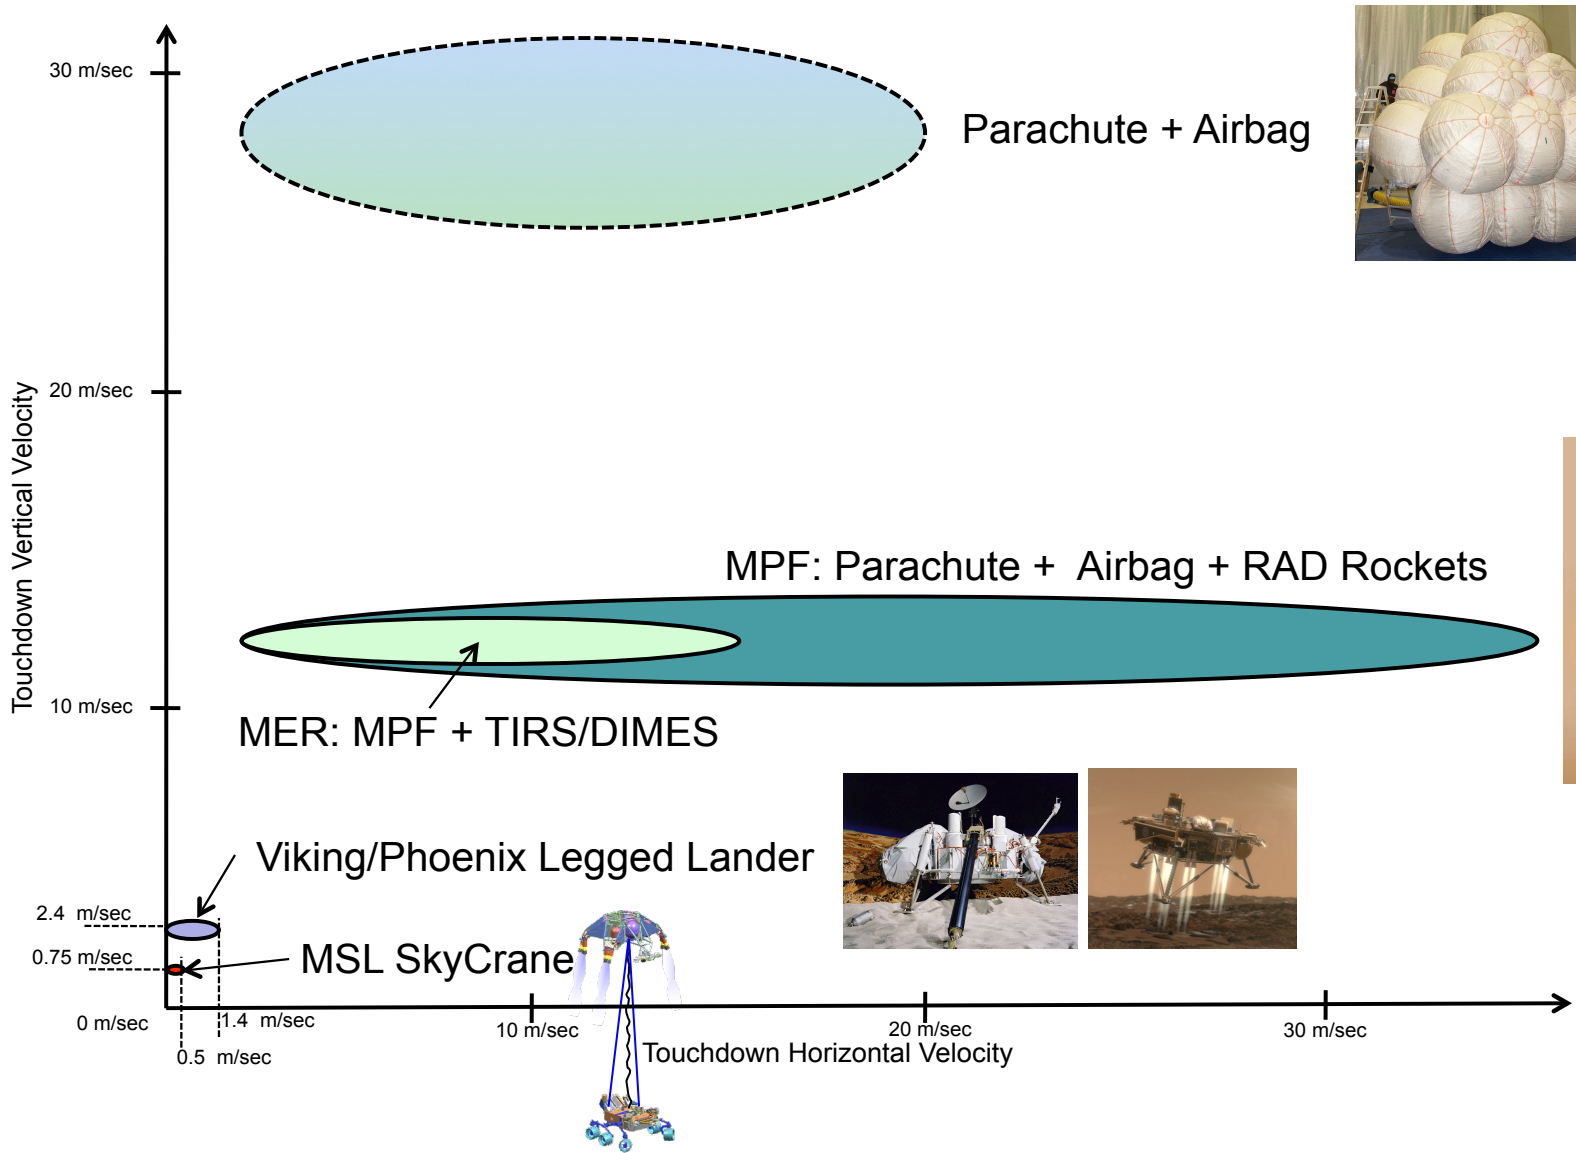 30 m/sec
Parachute + Airbag
20 m/sec
Touchdown Vertical Velocity
MPF: Parachute + Airbag + RAD Rockets
10 m/sec
MER: MPF + TIRS/DIMES
Viking/Phoenix Legged Lander
2.4 m/sec
0.75 m/sec
MSL SkyCrane
0 m/sec
1.4 m/sec
10 m/sec
20 m/sec
30 m/sec
0.5 m/sec
Touchdown Horizontal Velocity